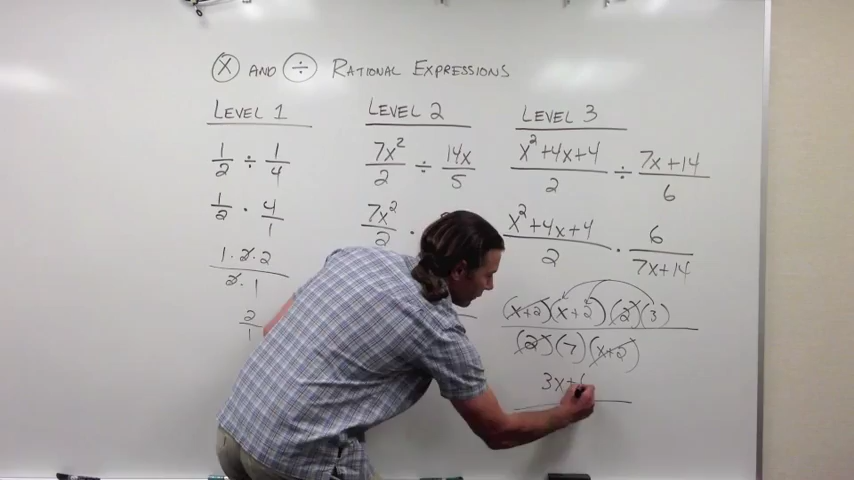 Ⓧ AND ⊕ RATIONAL EXPRESSIONS
LEVEL 1
1/2 ÷ 1/4
1/2 · 4/1
1·2·2 / 2·1
2/1
LEVEL 2
7x²/2 ÷ 14x/5
7x²/2 ·
LEVEL 3
x²+4x+4 / 2 ÷ 7x+14 / 6
x²+4x+4 / 2 · 6 / 7x+14
(x+2)(x+2)(2)(3) / (2)(7)(x+2)
3x+